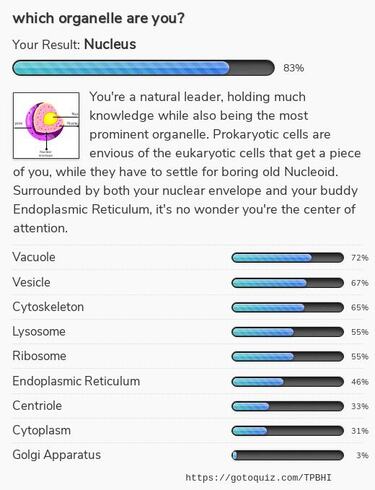 which organelle are you?
Your Result: Nucleus
83%
You're a natural leader, holding much
knowledge while also being the most
prominent organelle. Prokaryotic cells are
envious of the eukaryotic cells that get a piece
of you, while they have to settle for boring old Nucleoid.
Surrounded by both your nuclear envelope and your buddy
Endoplasmic Reticulum, it's no wonder you're the center of
attention.
Vacuole 72%
Vesicle 67%
Cytoskeleton 65%
Lysosome 55%
Ribosome 55%
Endoplasmic Reticulum 46%
Centriole 33%
Cytoplasm 31%
Golgi Apparatus 3%
https://gotoquiz.com/TPBHI